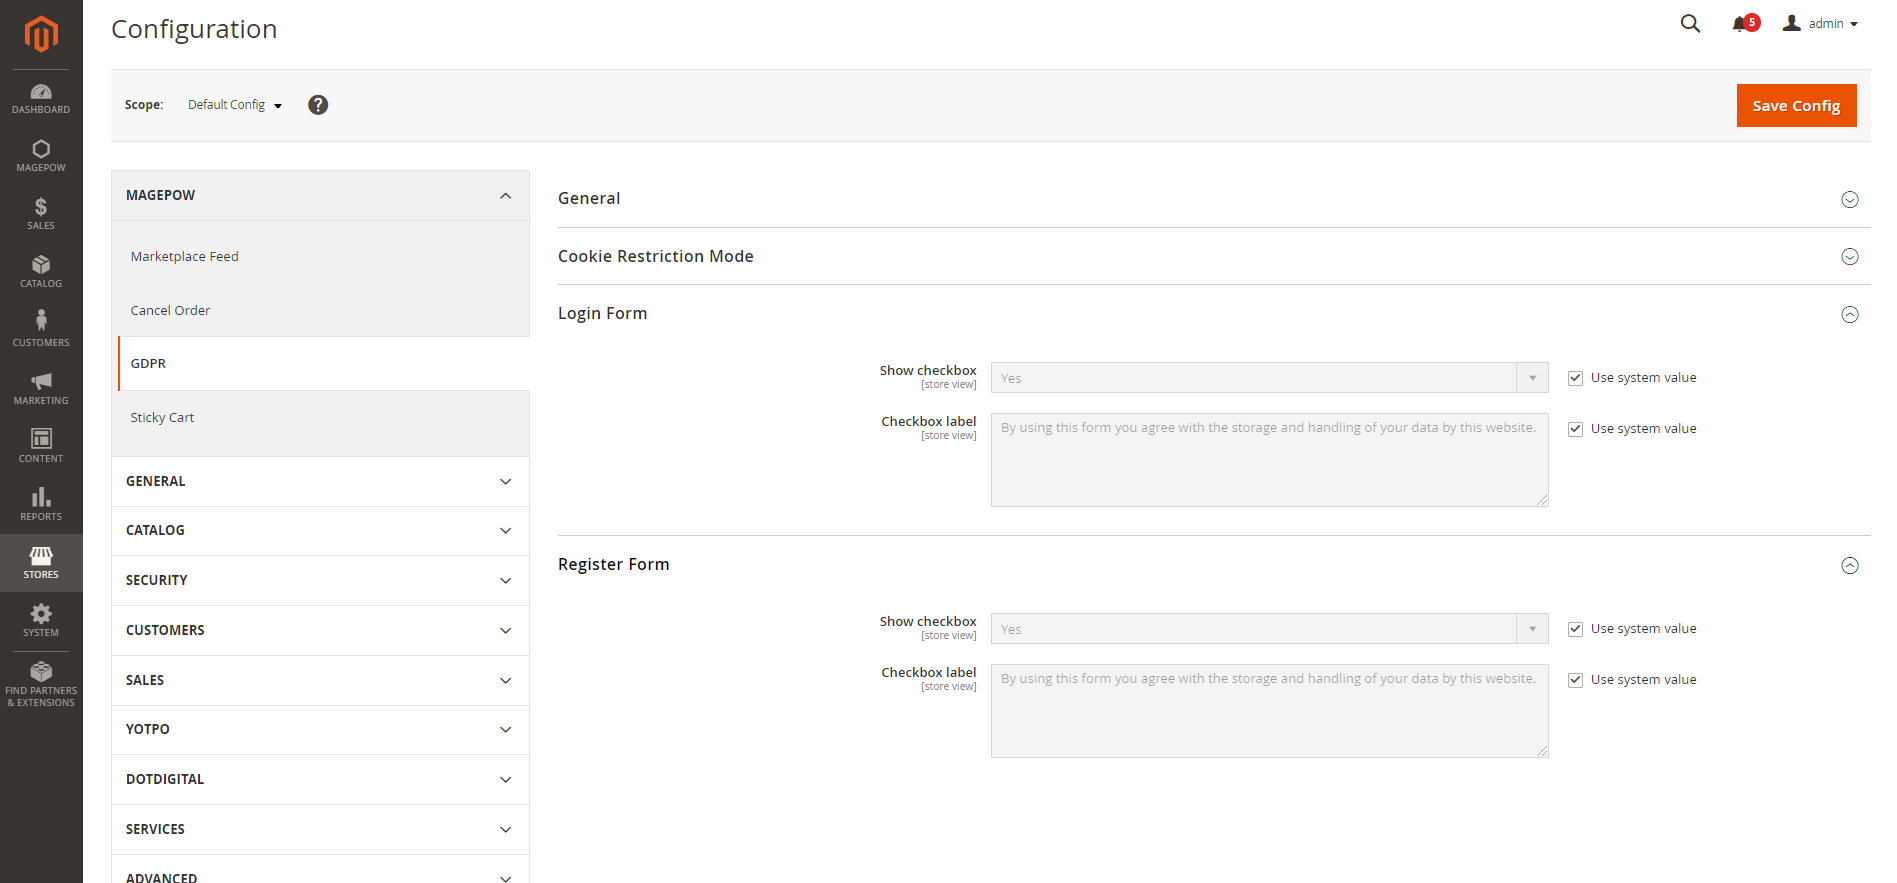 Configuration
5
admin
Scope:
Default Config
?
Save Config
DASHBOARD
MAGEPOW
$
SALES
CATALOG
CUSTOMERS
MARKETING
CONTENT
REPORTS
STORES
SYSTEM
FIND PARTNERS
& EXTENSIONS
MAGEPOW
Marketplace Feed
Cancel Order
GDPR
Sticky Cart
GENERAL
CATALOG
SECURITY
CUSTOMERS
SALES
YOTPO
DOTDIGITAL
SERVICES
ADVANCED
General
Cookie Restriction Mode
Login Form
Show checkbox
[store view]
Yes
Use system value
Checkbox label
[store view]
By using this form you agree with the storage and handling of your data by this website.
Use system value
Register Form
Show checkbox
[store view]
Yes
Use system value
Checkbox label
[store view]
By using this form you agree with the storage and handling of your data by this website.
Use system value